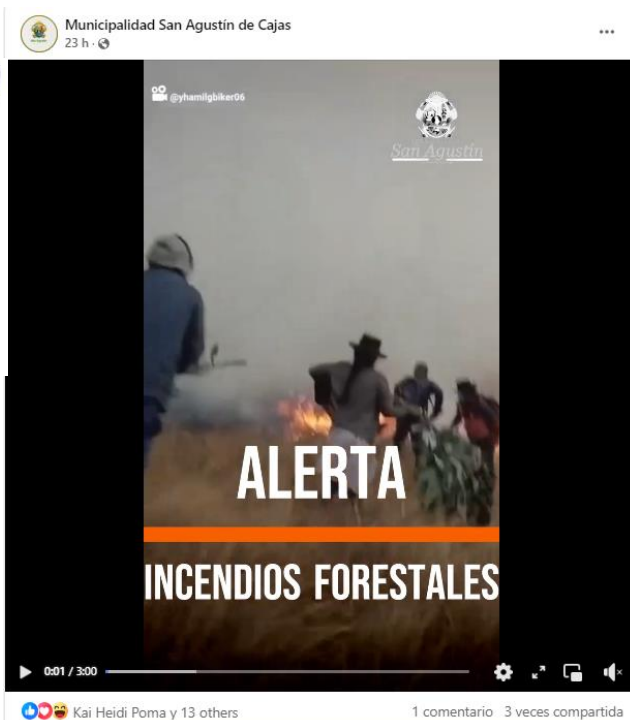 Municipalidad San Agustín de Cajas
23 h ·
@yhamilgbiker06
San Agustín
ALERTA
INCENDIOS FORESTALES
0:01 / 3:00
Kai Heidi Poma y 13 others
1 comentario 3 veces compartida